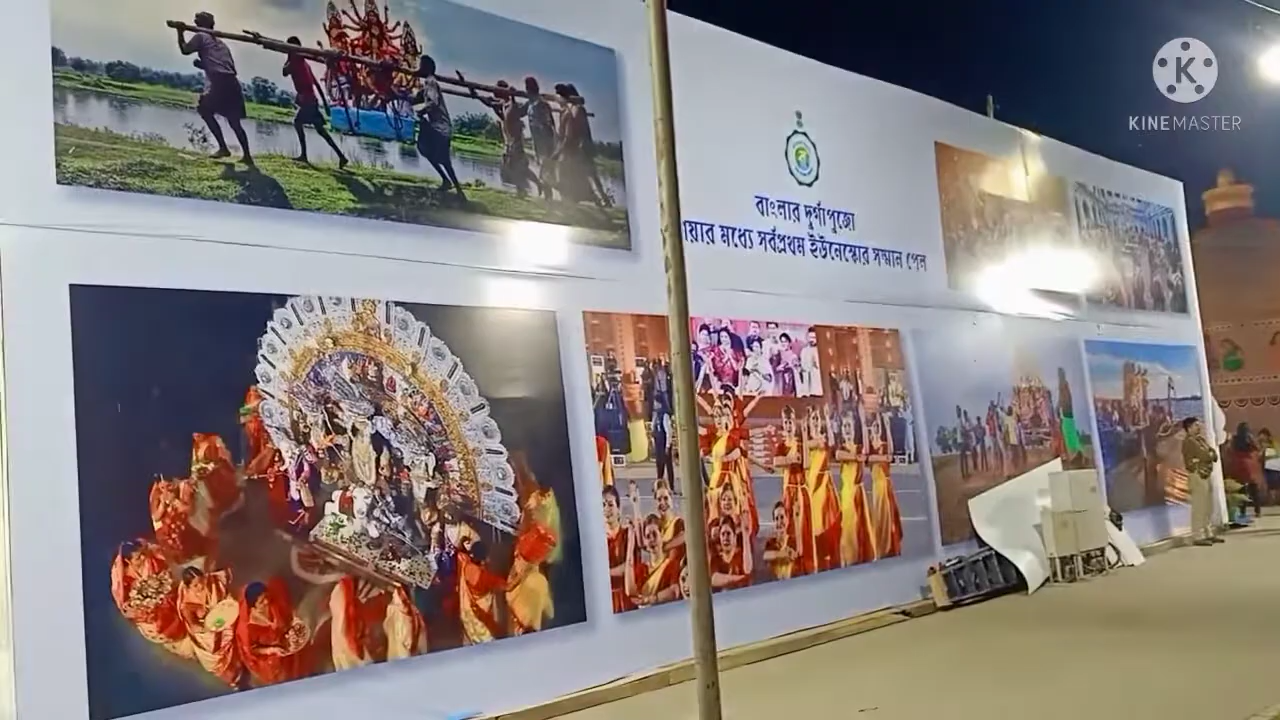 বাংলার দুর্গাপুজো
মধ্যে সর্বপ্রথম ইউনেস্কোর সম্মান পেল
K
KINEMASTER